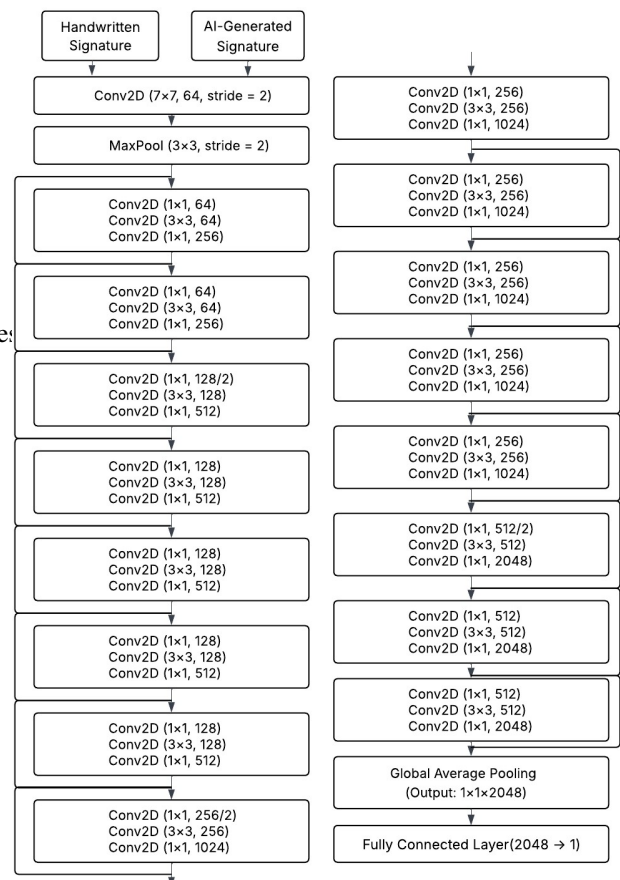 Handwritten
Signature
AI-Generated
Signature
Conv2D (7×7, 64, stride = 2)
MaxPool (3×3, stride = 2)
Conv2D (1×1, 64)
Conv2D (3×3, 64)
Conv2D (1×1, 256)
Conv2D (1×1, 64)
Conv2D (3×3, 64)
Conv2D (1×1, 256)
Conv2D (1×1, 128/2)
Conv2D (3×3, 128)
Conv2D (1×1, 512)
Conv2D (1×1, 128)
Conv2D (3×3, 128)
Conv2D (1×1, 512)
Conv2D (1×1, 128)
Conv2D (3×3, 128)
Conv2D (1×1, 512)
Conv2D (1×1, 128)
Conv2D (3×3, 128)
Conv2D (1×1, 512)
Conv2D (1×1, 128)
Conv2D (3×3, 128)
Conv2D (1×1, 512)
Conv2D (1×1, 256/2)
Conv2D (3×3, 256)
Conv2D (1×1, 1024)
Conv2D (1×1, 256)
Conv2D (3×3, 256)
Conv2D (1×1, 1024)
Conv2D (1×1, 256)
Conv2D (3×3, 256)
Conv2D (1×1, 1024)
Conv2D (1×1, 256)
Conv2D (3×3, 256)
Conv2D (1×1, 1024)
Conv2D (1×1, 256)
Conv2D (3×3, 256)
Conv2D (1×1, 1024)
Conv2D (1×1, 256)
Conv2D (3×3, 256)
Conv2D (1×1, 1024)
Conv2D (1×1, 512/2)
Conv2D (3×3, 512)
Conv2D (1×1, 2048)
Conv2D (1×1, 512)
Conv2D (3×3, 512)
Conv2D (1×1, 2048)
Conv2D (1×1, 512)
Conv2D (3×3, 512)
Conv2D (1×1, 2048)
Global Average Pooling
(Output: 1×1×2048)
Fully Connected Layer(2048 → 1)